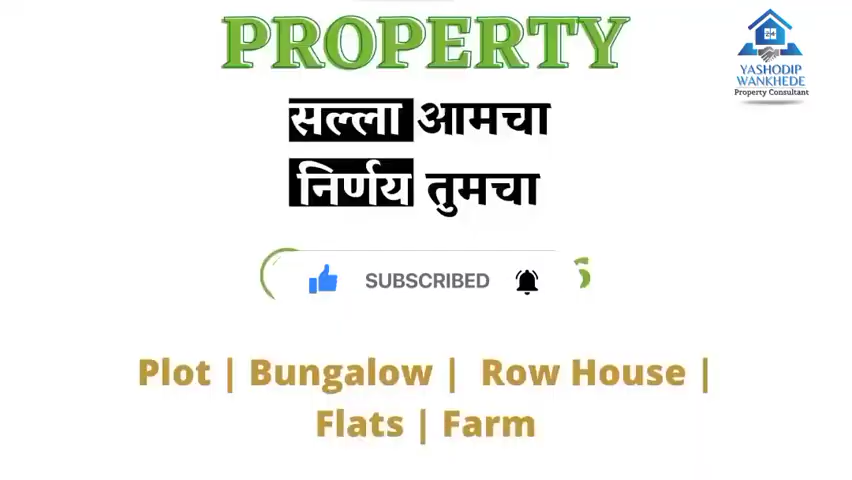 PROPERTY
YASHODIP
WANKHEDE
Property Consultant
सल्ला आमचा
निर्णय तुमचा
SUBSCRIBED
Plot | Bungalow | Row House |
Flats | Farm